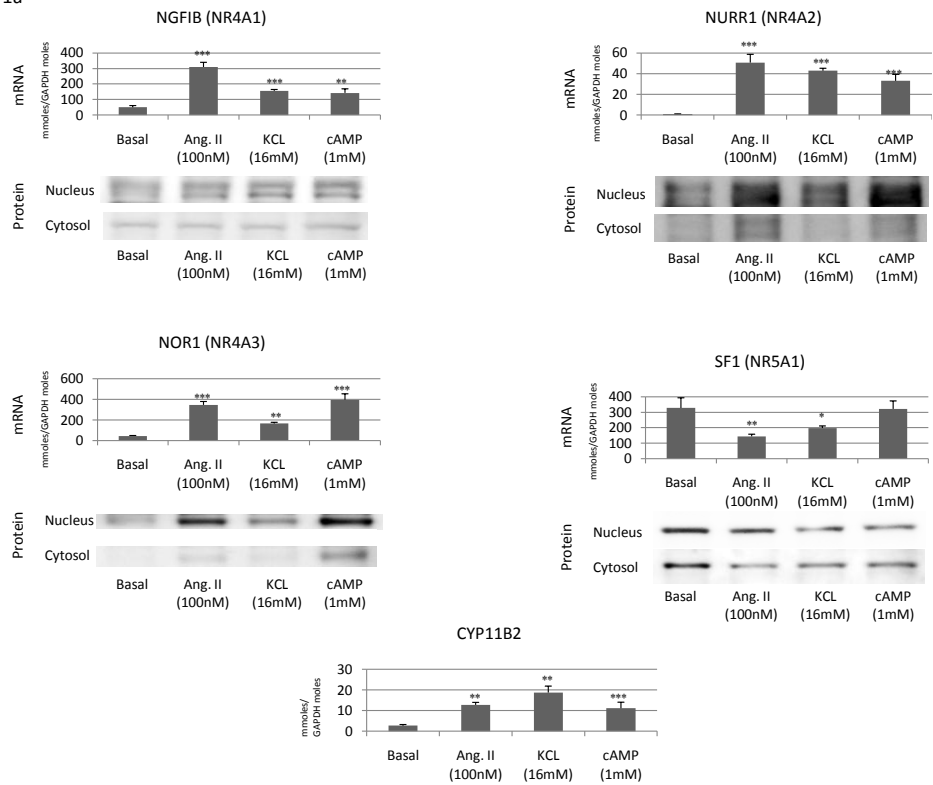 1a
NGFIB (NR4A1)
mRNA
mmoles/GAPDH moles
400
300
200
100
0
***
***
**
Basal Ang. II KCL cAMP
(100nM) (16mM) (1mM)
Protein
Nucleus
Cytosol
Basal Ang. II KCL cAMP
(100nM) (16mM) (1mM)
NURR1 (NR4A2)
mRNA
mmoles/GAPDH moles
60
40
20
0
***
***
***
Basal Ang. II KCL cAMP
(100nM) (16mM) (1mM)
Protein
Nucleus
Cytosol
Basal Ang. II KCL cAMP
(100nM) (16mM) (1mM)
NOR1 (NR4A3)
mRNA
mmoles/GAPDH moles
600
400
200
0
***
**
***
Basal Ang. II KCL cAMP
(100nM) (16mM) (1mM)
Protein
Nucleus
Cytosol
Basal Ang. II KCL cAMP
(100nM) (16mM) (1mM)
SF1 (NR5A1)
mRNA
mmoles/GAPDH moles
400
300
200
100
0
**
*
Basal Ang. II KCL cAMP
(100nM) (16mM) (1mM)
Protein
Nucleus
Cytosol
Basal Ang. II KCL cAMP
(100nM) (16mM) (1mM)
CYP11B2
mmoles/
GAPDH moles
30
20
10
0
**
**
***
Basal Ang. II KCL cAMP
(100nM) (16mM) (1mM)